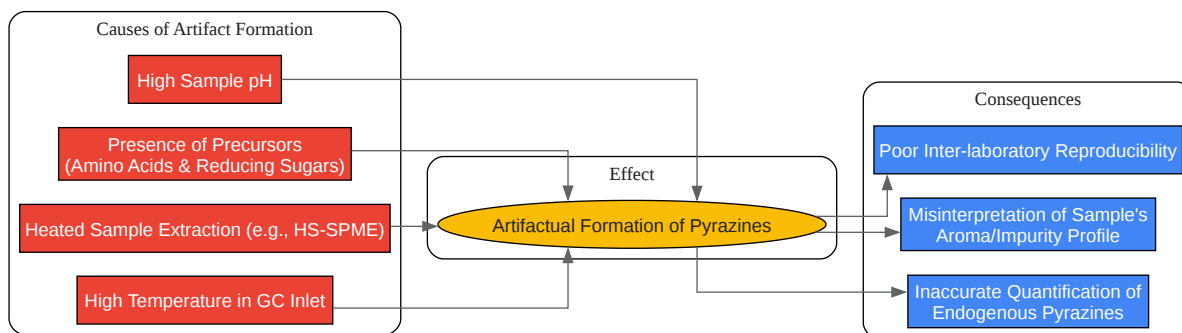 Causes of Artifact Formation
High Sample pH
Presence of Precursors
(Amino Acids & Reducing Sugars)
Heated Sample Extraction (e.g., HS-SPME)
High Temperature in GC Inlet
Effect
Artifactual Formation of Pyrazines
Consequences
Poor Inter-laboratory Reproducibility
Misinterpretation of Sample's
Aroma/Impurity Profile
Inaccurate Quantification of
Endogenous Pyrazines